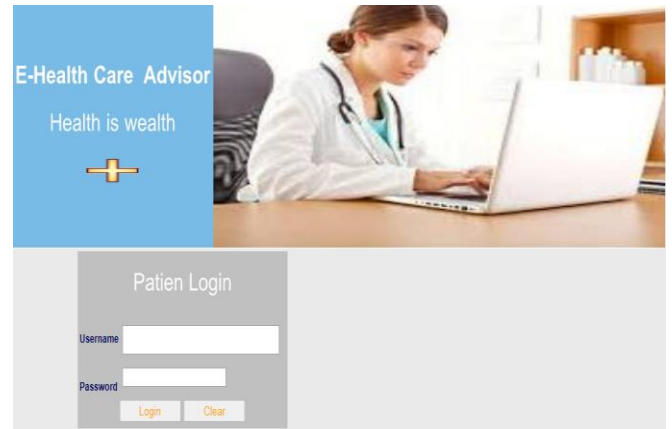 E-Health Care Advisor
Health is wealth
Patien Login
Username
Password
Login Clear